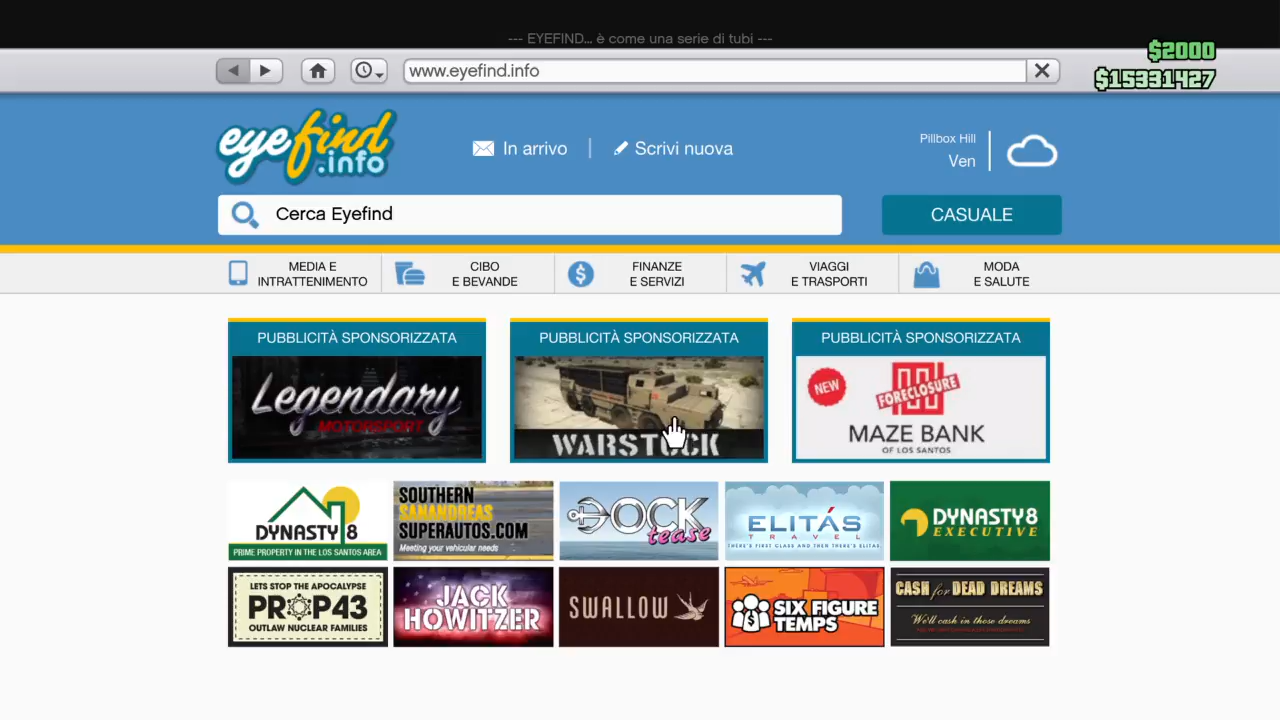 --- EYEFIND... è come una serie di tubi ---
$2000
$15331427
www.eyefind.info
eyefind
.info
In arrivo | Scrivi nuova
Pillbox Hill
Ven
Cerca Eyefind
CASUALE
MEDIA E
INTRATTENIMENTO
CIBO
E BEVANDE
FINANZE
E SERVIZI
VIAGGI
E TRASPORTI
MODA
E SALUTE
PUBBLICITÀ SPONSORIZZATA
Legendary
MOTORSPORT
PUBBLICITÀ SPONSORIZZATA
WARSTOCK
PUBBLICITÀ SPONSORIZZATA
NEW
FORECLOSURE
MAZE BANK
OF LOS SANTOS
DYNASTY 8
PRIME PROPERTY IN THE LOS SANTOS AREA
SOUTHERN
SANANDREAS
SUPERAUTOS.COM
Meeting your vehicular needs
DOCK
tease
ELITÁS
TRAVEL
THERE'S FIRST CLASS AND THEN THERE'S ELITAS
DYNASTY 8
EXECUTIVE
LETS STOP THE APOCALYPSE
PROP43
OUTLAW NUCLEAR FAMILIES
JACK
HOWITZER
SWALLOW
SIX FIGURE
TEMPS
CASH for DEAD DREAMS
We'll cash in those dreams